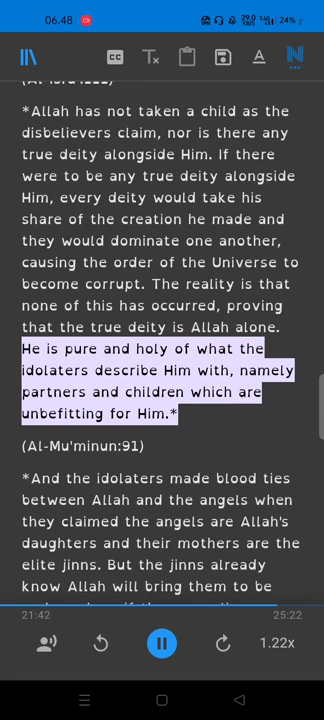 06.48
29.0
KB/S
24%
CC
T
A
N
*Allah has not taken a child as the
disbelievers claim, nor is there any
true deity alongside Him. If there
were to be any true deity alongside
Him, every deity would take his
share of the creation he made and
they would dominate one another,
causing the order of the Universe to
become corrupt. The reality is that
none of this has occurred, proving
that the true deity is Allah alone.
He is pure and holy of what the
idolaters describe Him with, namely
partners and children which are
unbefitting for Him.*
(Al-Mu'minun:91)
*And the idolaters made blood ties
between Allah and the angels when
they claimed the angels are Allah's
daughters and their mothers are the
elite jinns. But the jinns already
know Allah will bring them to be
21:42
25:22
1.22x